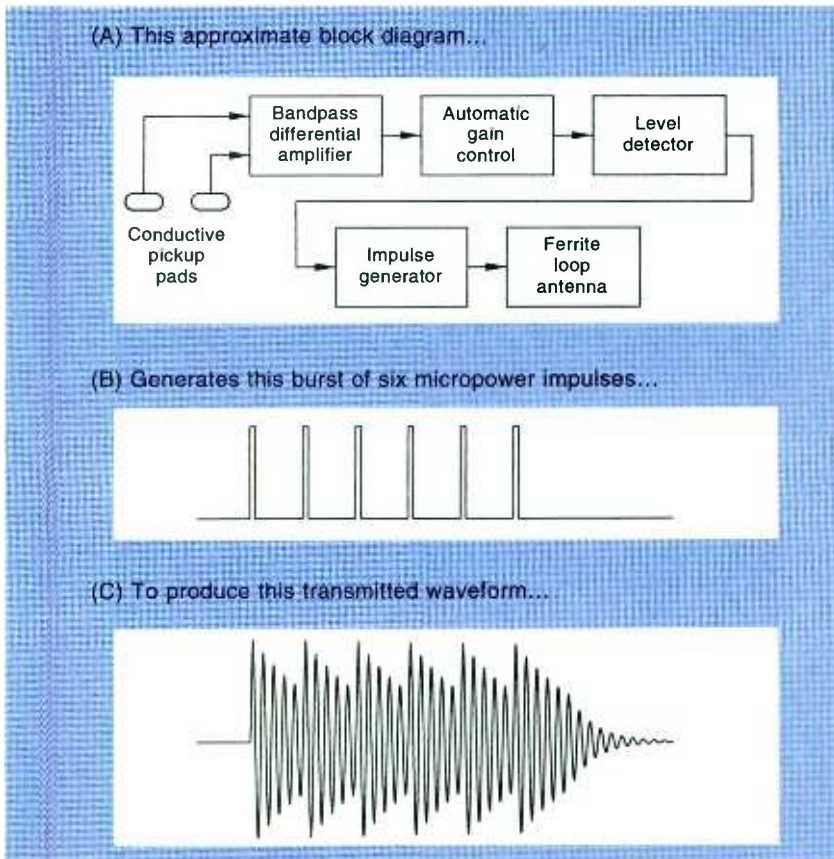 (A) This approximate block diagram...
Bandpass
differential
amplifier
Automatic
gain
control
Level
detector
Conductive
pickup
pads
Impulse
generator
Ferrite
loop
antenna
(B) Generates this burst of six micropower impulses...
(C) To produce this transmitted waveform...